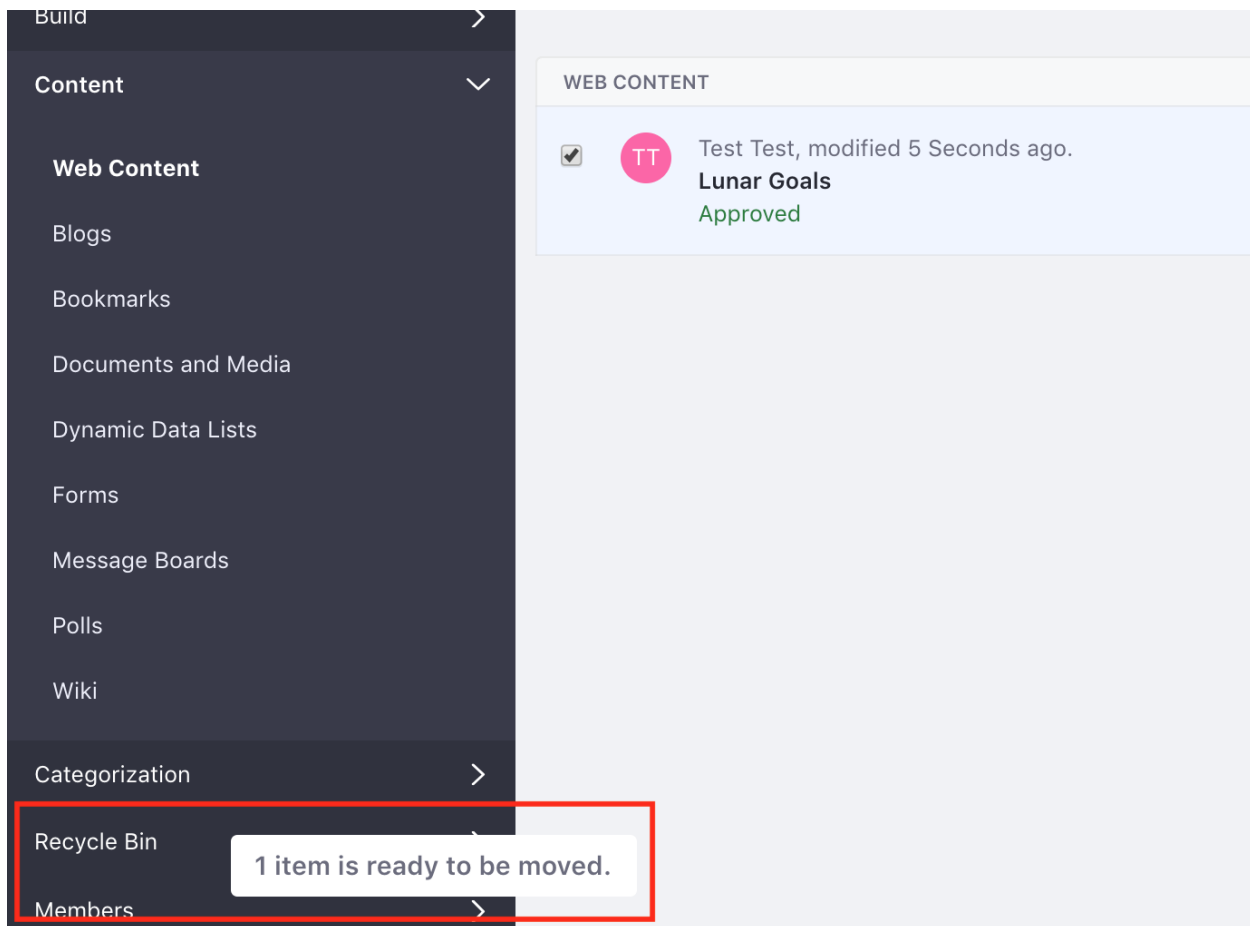 Build
Content
Web Content
Blogs
Bookmarks
Documents and Media
Dynamic Data Lists
Forms
Message Boards
Polls
Wiki
Categorization
Recycle Bin
Members
WEB CONTENT
TT
Test Test, modified 5 Seconds ago.
Lunar Goals
Approved
1 item is ready to be moved.